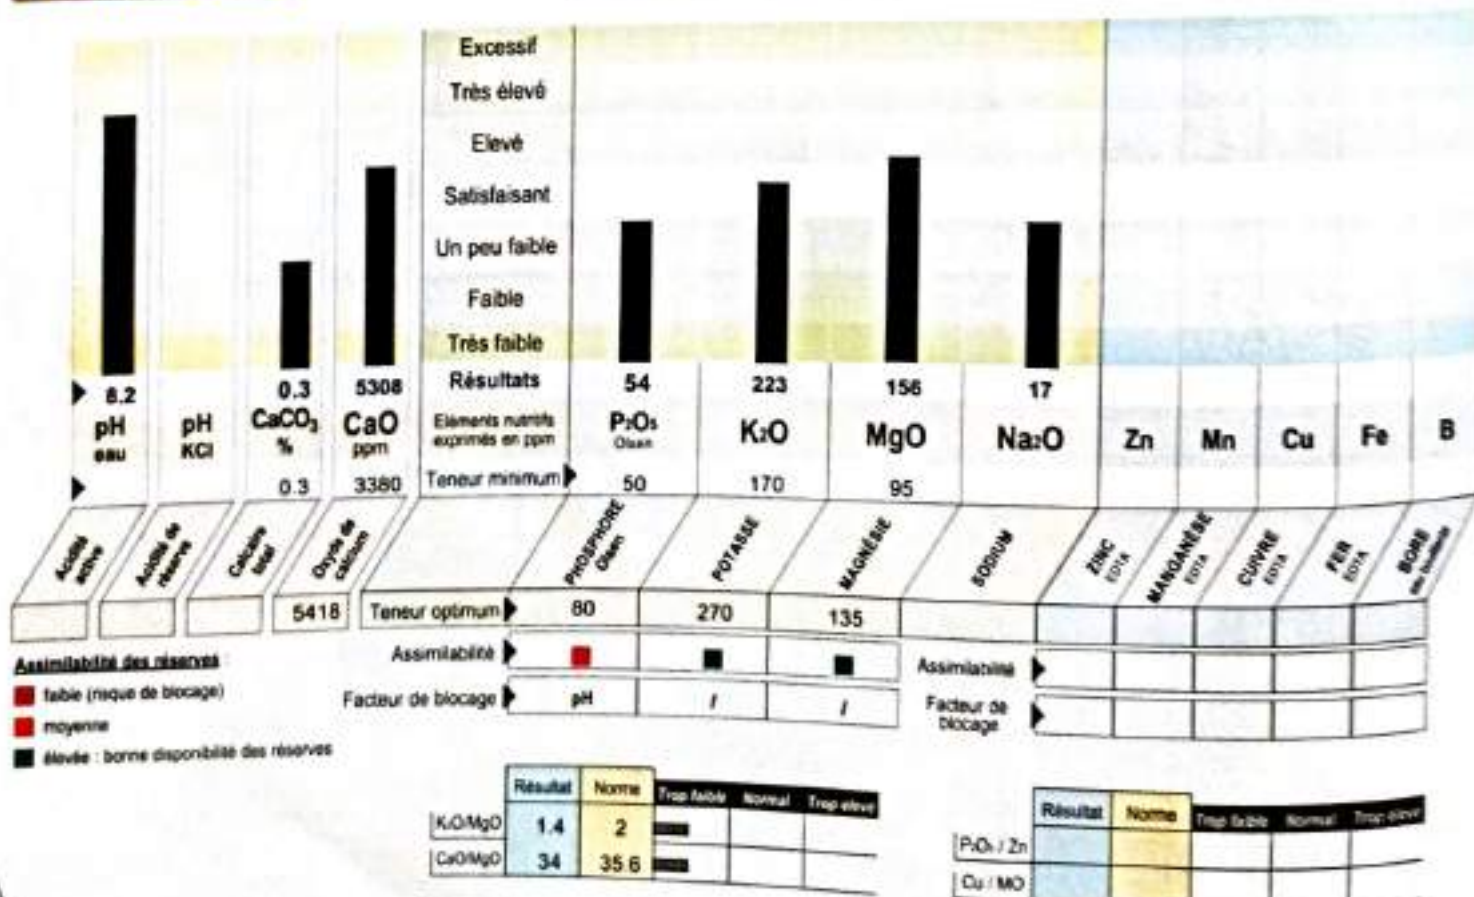 Excessif
Très élevé
Elevé
Satisfaisant
Un peu faible
Faible
Très faible
8.2 0.3 5308 Résultats 54 223 156 17
pH eau pH KCl CaCO3 % CaO ppm Eléments nutritifs exprimés en ppm P2O5 Olsen K2O MgO Na2O Zn Mn Cu Fe B
0.3 3380 Teneur minimum 50 170 95
Acidité active Acidité de réserve Calcaire total Oxyde de calcium PHOSPHORE Olsen POTASSE MAGNÉSIE SODIUM ZINC EDTA MANGANÈSE EDTA CUIVRE EDTA FER EDTA BORE
5418 Teneur optimum 80 270 135
Assimilabilité des réserves :
faible (risque de blocage)
moyenne
élevée : bonne disponibilité des réserves
Assimilabilité
Facteur de blocage pH / /
Assimilabilité
Facteur de
blocage
Résultat Norme Trop faible Normal Trop élevé
K2O/MgO 1.4 2
CaO/MgO 34 35.6
Résultat Norme Trop faible Normal Trop élevé
P2O5 / Zn
Cu / MO